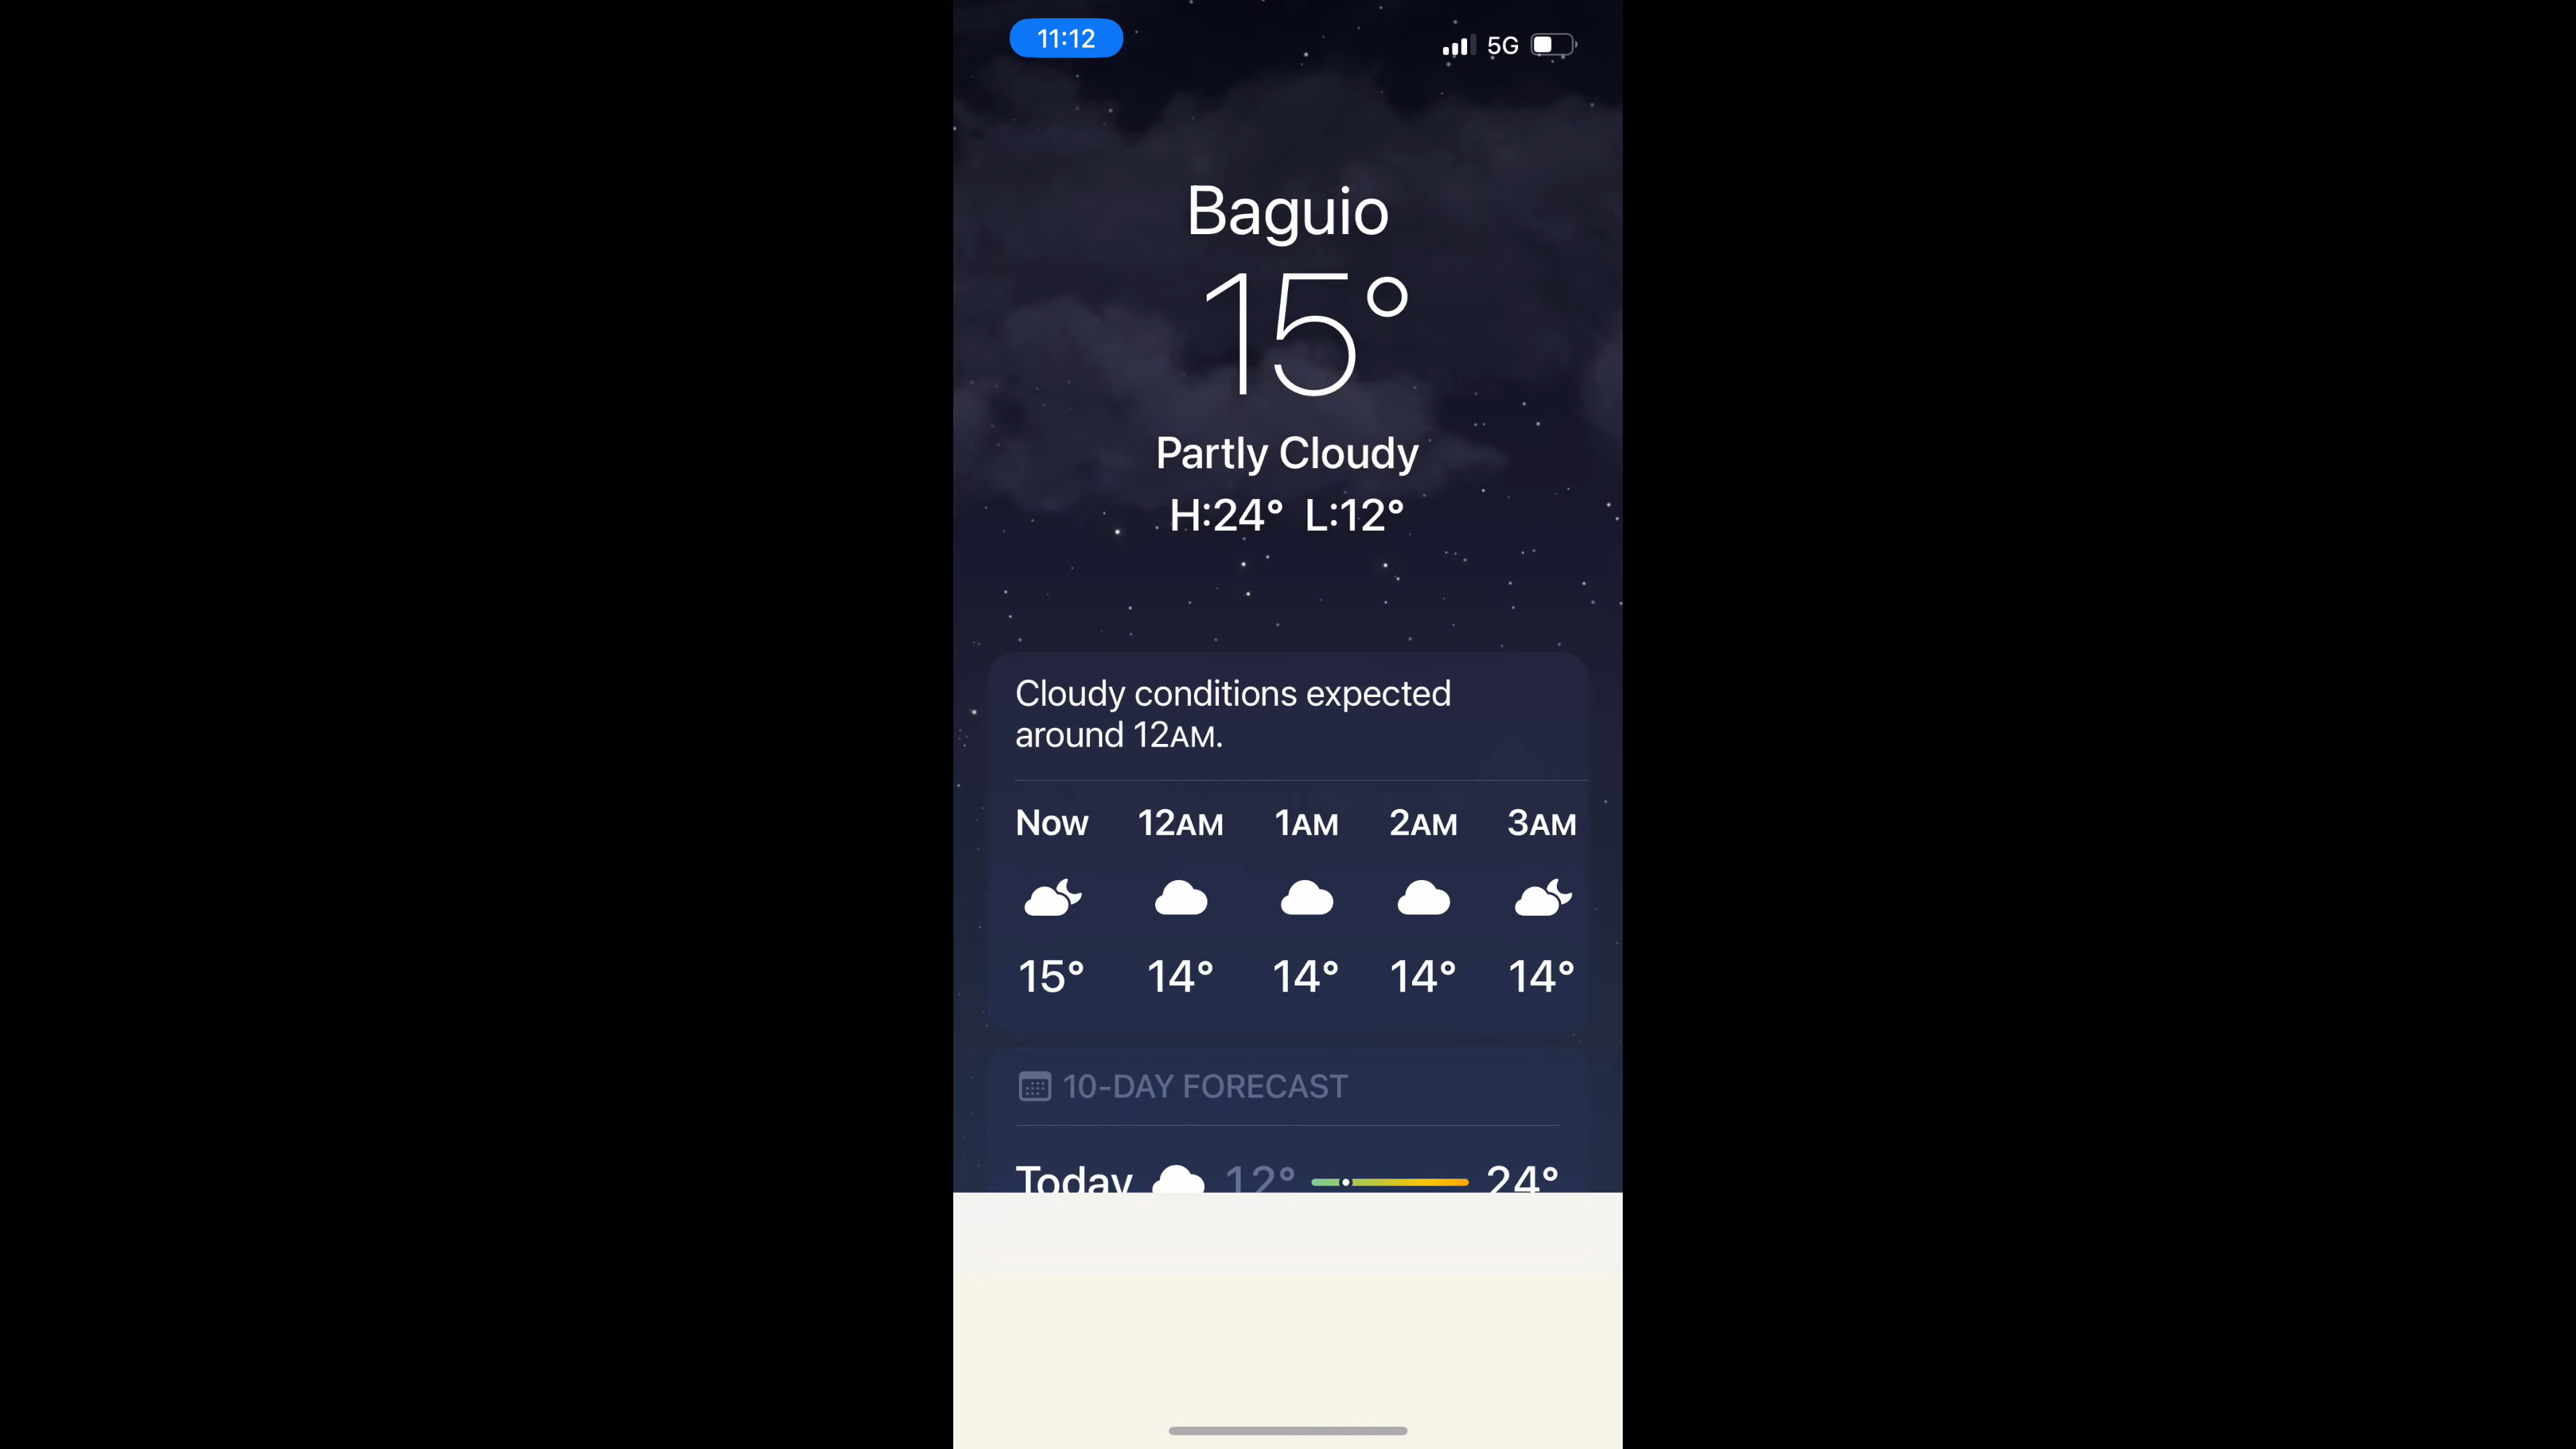 11:12
5G
Baguio
15°
Partly Cloudy
H:24° L:12°
Cloudy conditions expected
around 12AM.
Now 12AM 1AM 2AM 3AM
15° 14° 14° 14° 14°
10-DAY FORECAST
Today 12° 24°